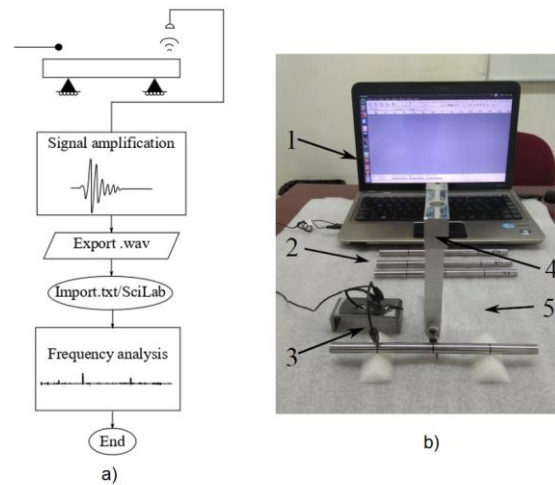 Signal amplification
Export .wav
Import.txt/SciLab
Frequency analysis
End
a)
1
2
3
4
5
b)